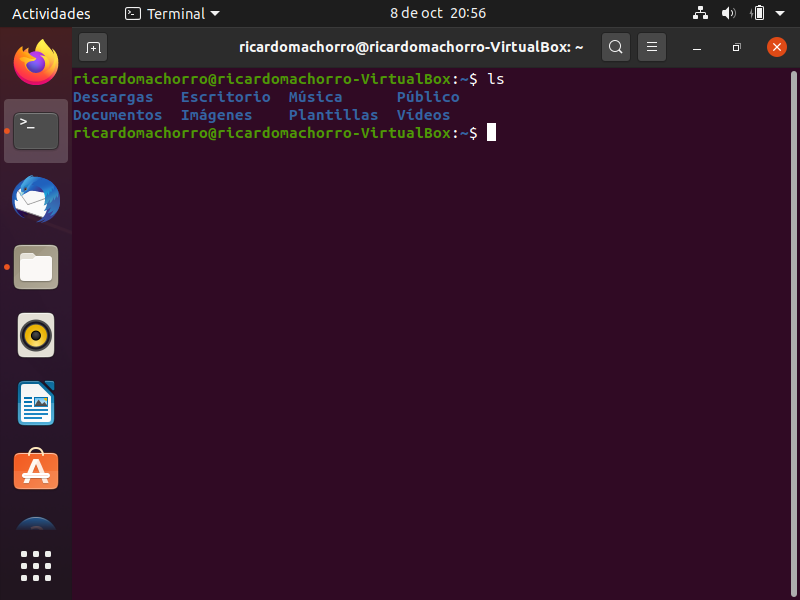 Actividades Terminal 8 de oct 20:56
ricardomachorro@ricardomachorro-VirtualBox: ~
ricardomachorro@ricardomachorro-VirtualBox:~$ ls
Descargas Escritorio Música Público
Documentos Imágenes Plantillas Vídeos
ricardomachorro@ricardomachorro-VirtualBox:~$